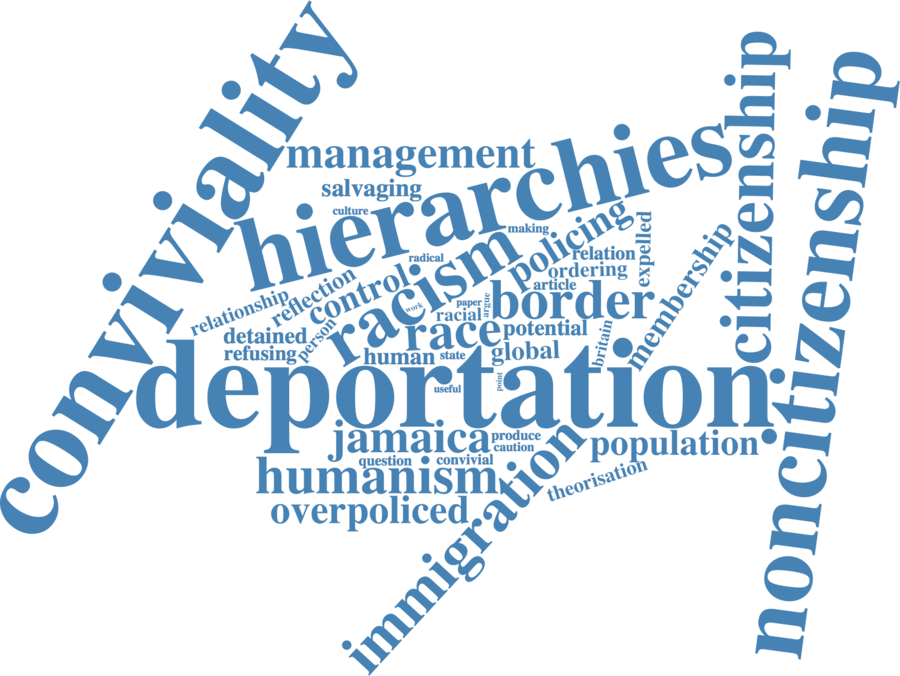 conviviality
management
salvaging
culture
hierarchies
making
citizenship
noncitizenship
radical
racism
policing
relation
ordering
article
expelled
membership
relationship
reflection
control
work
paper
racial
argue
border
detained
refusing
person
race
potential
human
state
global
britain
deportation
useful
point
jamaica
produce
caution
population
question
convivial
humanism
immigration
theorisation
overpoliced